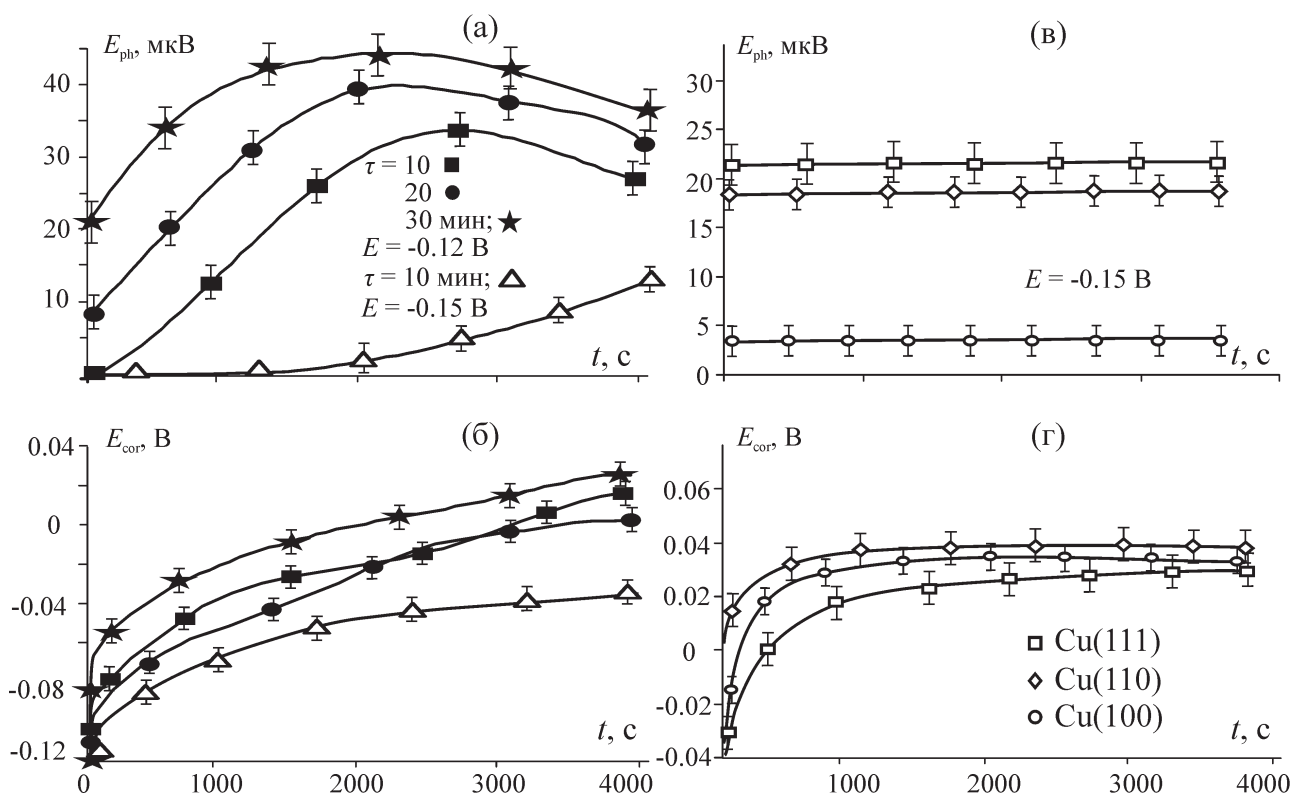 (а)
E_ph, мкВ
40
30
20
10
τ = 10
20
30 мин;
E = -0.12 В
τ = 10 мин;
E = -0.15 В
t, с
(в)
E_ph, мкВ
30
25
20
15
10
5
0
E = -0.15 В
t, с
(б)
E_cor, В
0.04
0
-0.04
-0.08
-0.12
t, с
0 1000 2000 3000 4000
(г)
E_cor, В
0.06
0.04
0.02
0
-0.02
-0.04
Cu(111)
Cu(110)
Cu(100)
t, с
1000 2000 3000 4000